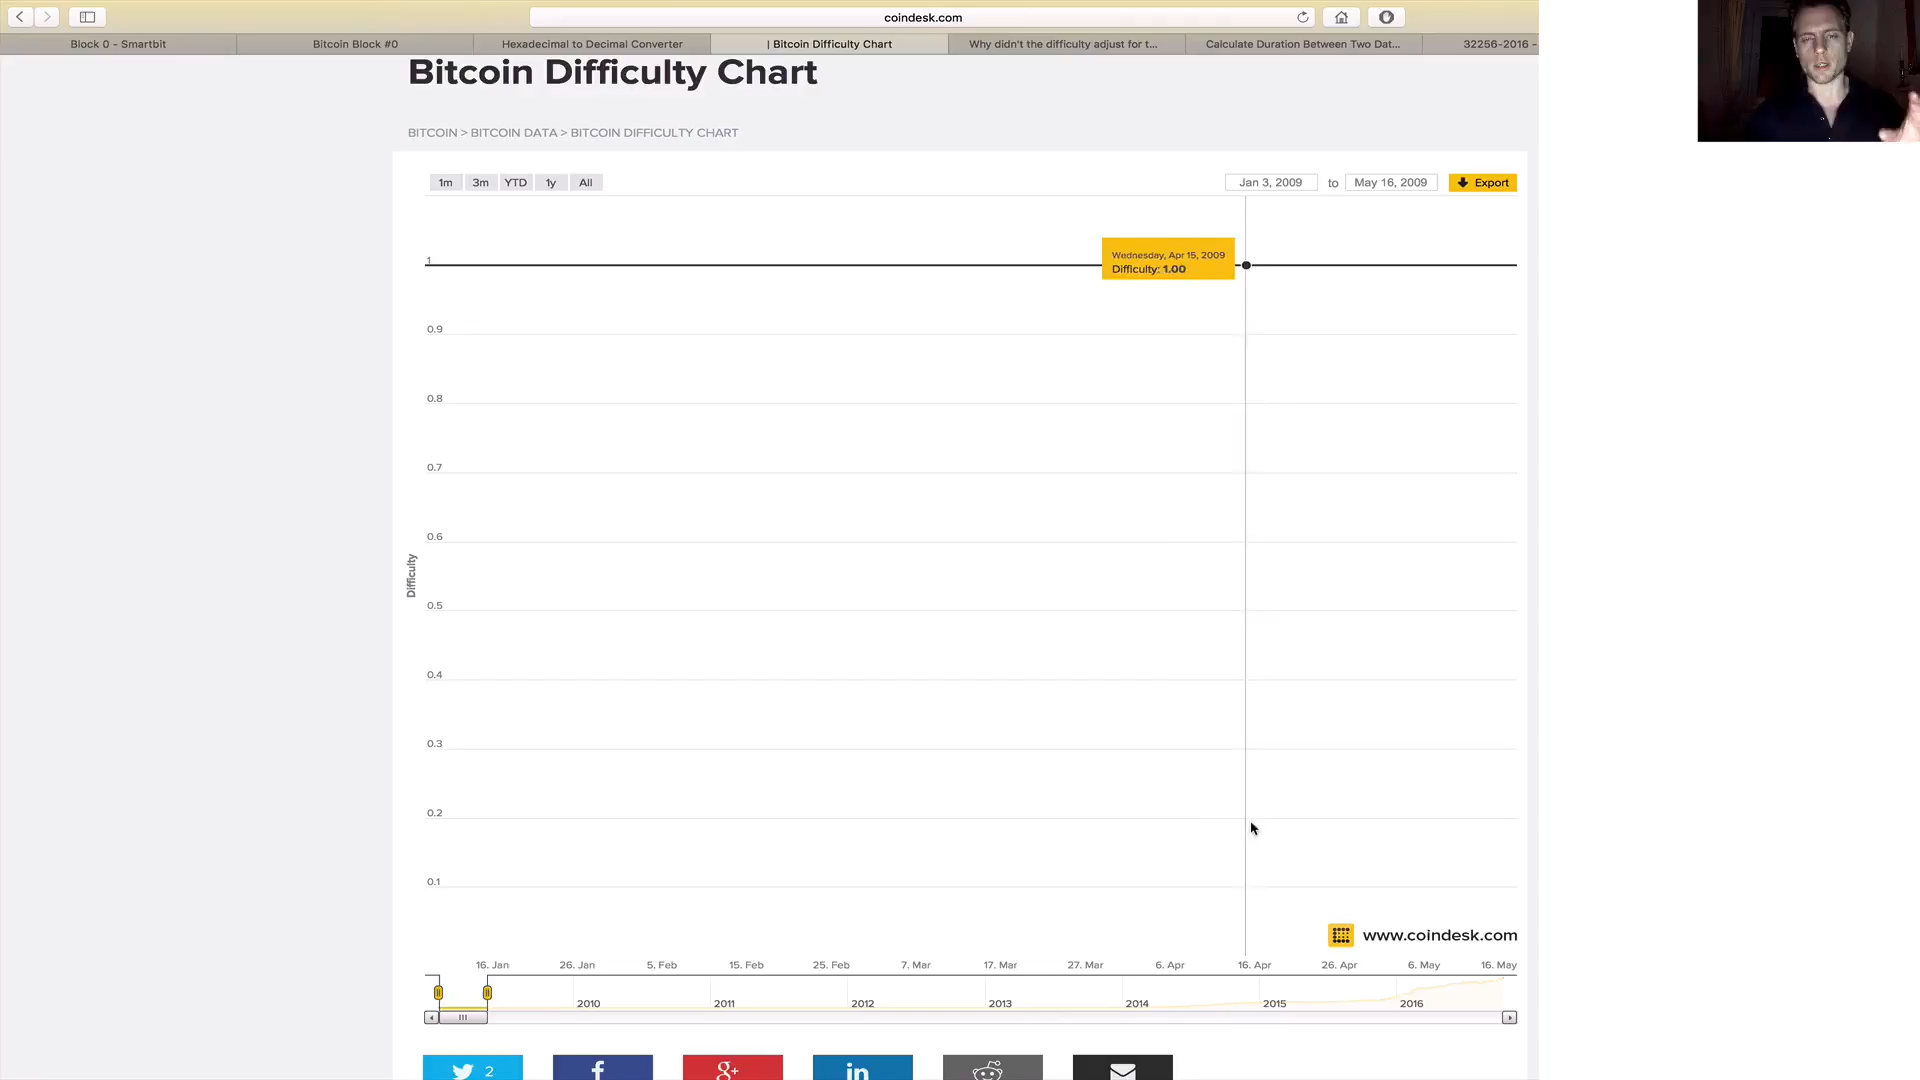 coindesk.com
Block 0 - Smartbit
Bitcoin Block #0
Hexadecimal to Decimal Converter
| Bitcoin Difficulty Chart
Why didn't the difficulty adjust for t...
Calculate Duration Between Two Dat...
32256-2016 -
Bitcoin Difficulty Chart
BITCOIN > BITCOIN DATA > BITCOIN DIFFICULTY CHART
1m 3m YTD 1y All
Jan 3, 2009 to May 16, 2009 Export
Wednesday, Apr 15, 2009
Difficulty: 1.00
1
0.9
0.8
0.7
0.6
0.5
0.4
0.3
0.2
0.1
Difficulty
www.coindesk.com
16. Jan 26. Jan 5. Feb 15. Feb 25. Feb 7. Mar 17. Mar 27. Mar 6. Apr 16. Apr 26. Apr 6. May 16. May
2010 2011 2012 2013 2014 2015 2016
2
f
g+
in